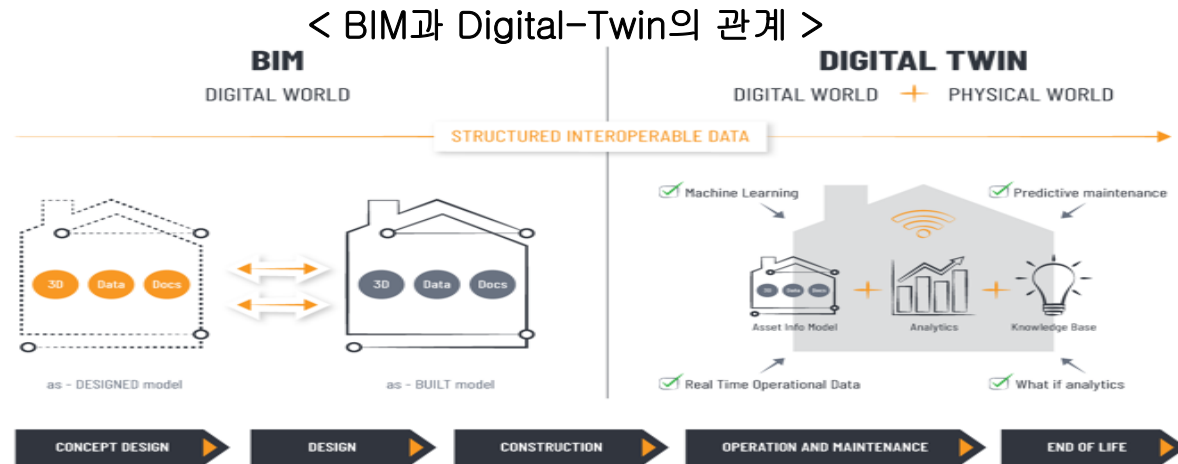 < BIM과 Digital-Twin의 관계 >
BIM
DIGITAL WORLD
DIGITAL TWIN
DIGITAL WORLD + PHYSICAL WORLD
STRUCTURED INTEROPERABLE DATA
3D Data Docs
as - DESIGNED model
3D Data Docs
as - BUILT model
Machine Learning
Predictive maintenance
3D Data Docs
Asset Info Model
Analytics
Knowledge Base
Real Time Operational Data
What if analytics
CONCEPT DESIGN
DESIGN
CONSTRUCTION
OPERATION AND MAINTENANCE
END OF LIFE